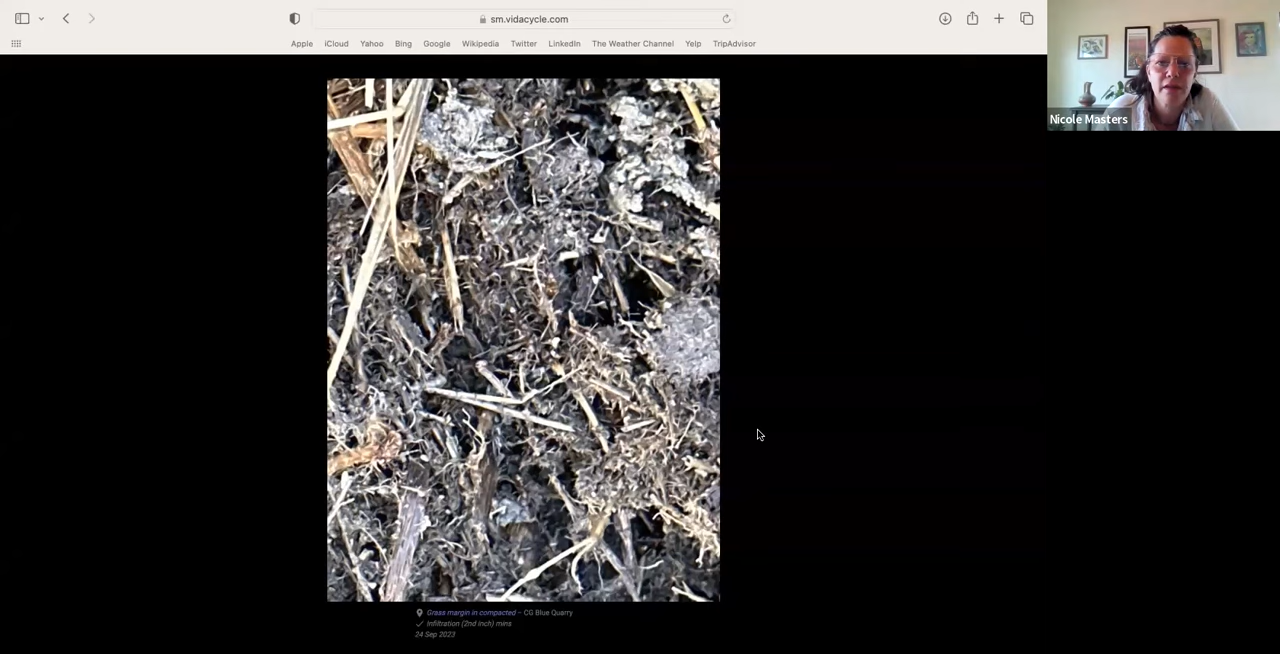 sm.vidacycle.com
Apple iCloud Yahoo Bing Google Wikipedia Twitter LinkedIn The Weather Channel Yelp TripAdvisor
Nicole Masters
Grass margin in compacted – CG Blue Quarry
Infiltration (2nd inch) mins
24 Sep 2023